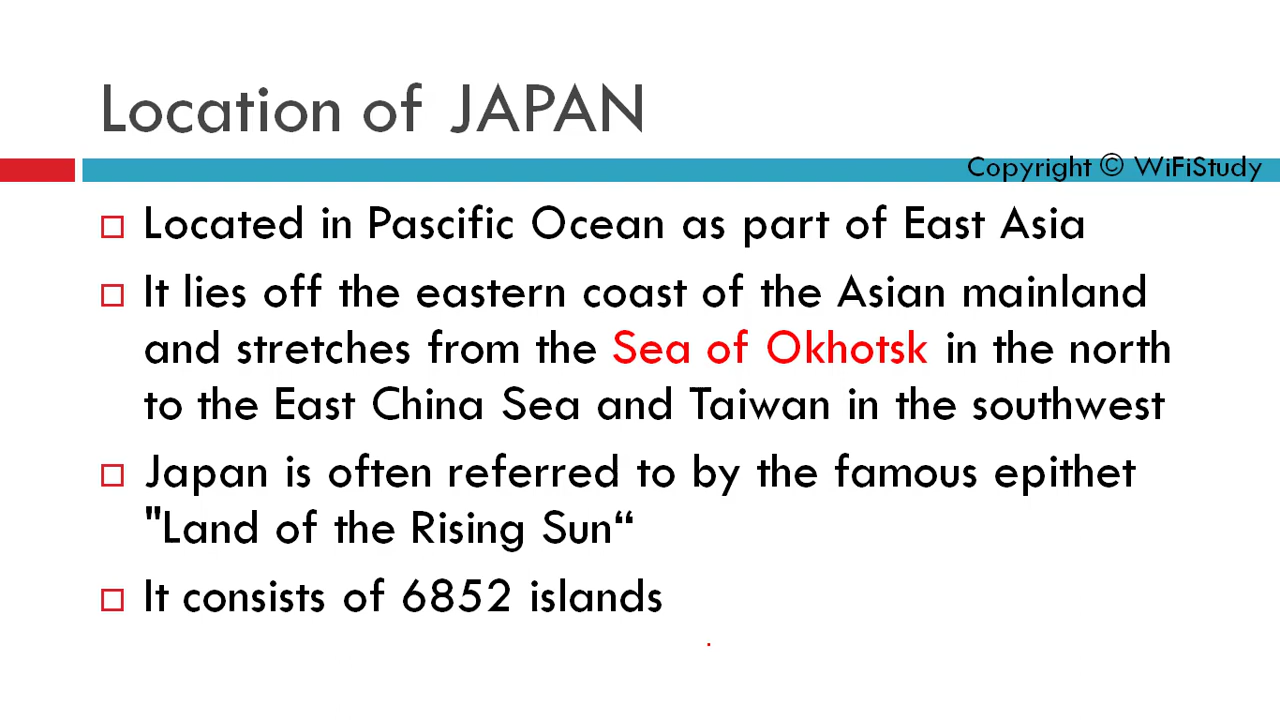 Location of JAPAN
Copyright © WiFiStudy
Located in Pascific Ocean as part of East Asia
It lies off the eastern coast of the Asian mainland
and stretches from the Sea of Okhotsk in the north
to the East China Sea and Taiwan in the southwest
Japan is often referred to by the famous epithet
"Land of the Rising Sun“
It consists of 6852 islands